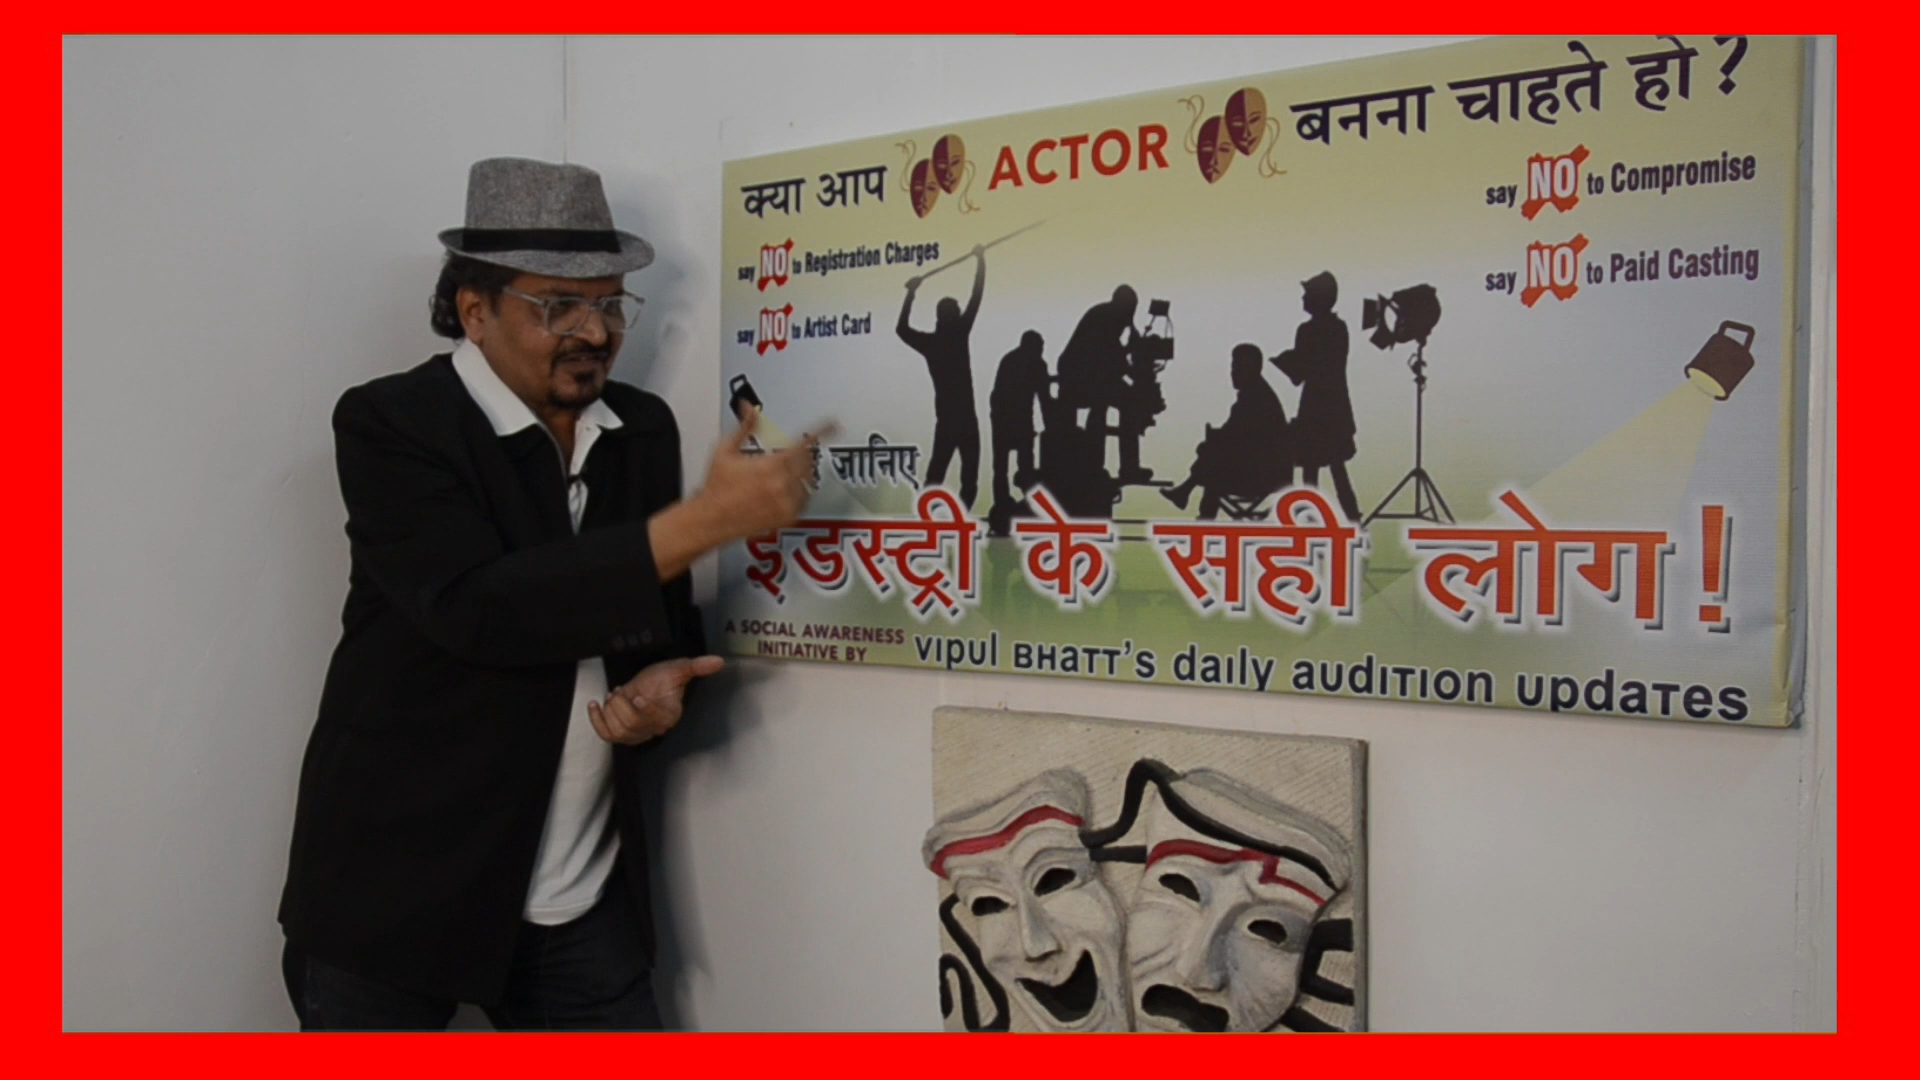 क्या आप ACTOR बनना चाहते हो?
say NO to Registration Charges
say NO to Artist Card
say NO to Compromise
say NO to Paid Casting
जानिए
इंडस्ट्री के सही लोग!
A SOCIAL AWARENESS
INITIATIVE BY
VIPUL BHATT'S daily audition updates